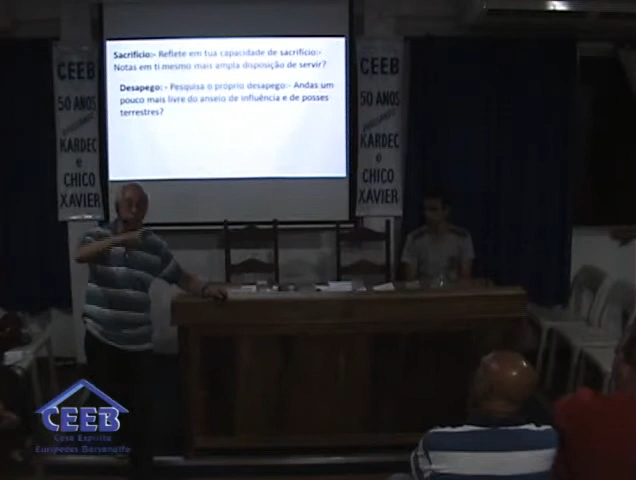 Sacrifício:- Reflete em tua capacidade de sacrifício:-
Notas em ti mesmo mais ampla disposição de servir?
Desapego: - Pesquisa o próprio desapego:- Andas um
pouco mais livre do anseio de influência e de posses
terrestres?
CEEB
50 ANOS
KARDEC
e
CHICO
XAVIER
CEEB
50 ANOS
KARDEC
e
CHICO
XAVIER
CEEB
Casa Espírita
Eurípedes Barsanulfo